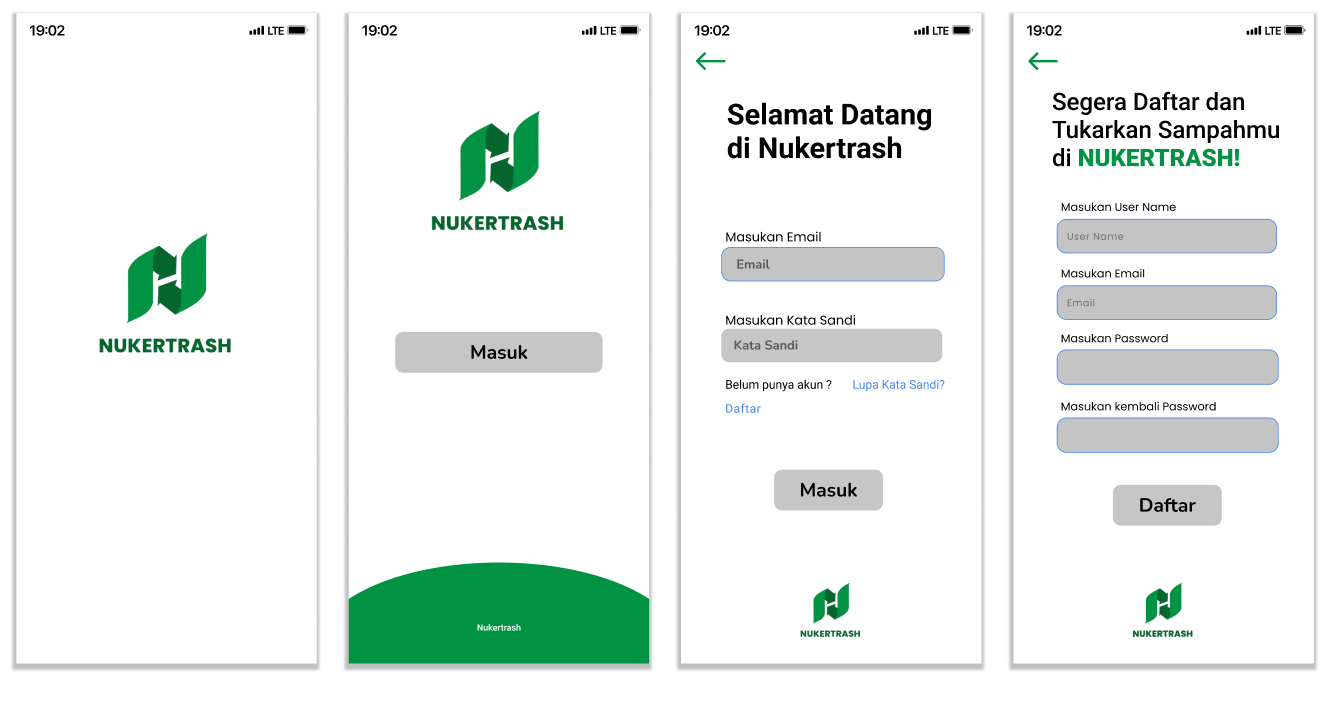 19:02
LTE
NUKERTRASH
19:02
LTE
NUKERTRASH
Masuk
Nukertrash
19:02
LTE
Selamat Datang
di Nukertrash
Masukan Email
Email
Masukan Kata Sandi
Kata Sandi
Belum punya akun ? Lupa Kata Sandi?
Daftar
Masuk
NUKERTRASH
19:02
LTE
Segera Daftar dan
Tukarkan Sampahmu
di NUKERTRASH!
Masukan User Name
User Name
Masukan Email
Email
Masukan Password
Masukan kembali Password
Daftar
NUKERTRASH